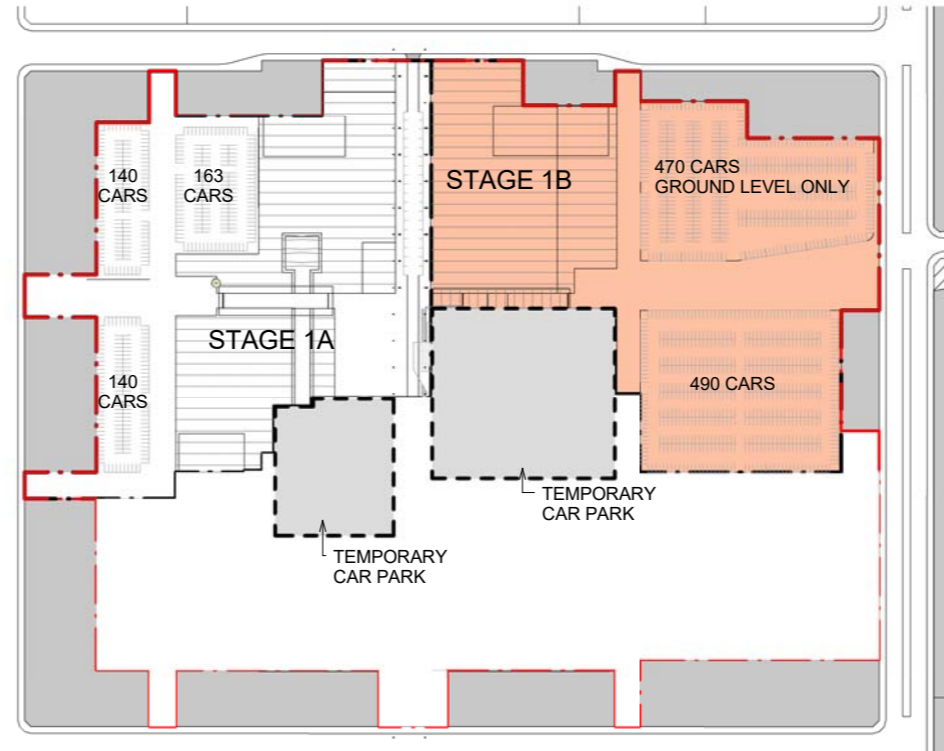 140
CARS
163
CARS
STAGE 1B
470 CARS
GROUND LEVEL ONLY
STAGE 1A
140
CARS
490 CARS
TEMPORARY
CAR PARK
TEMPORARY
CAR PARK